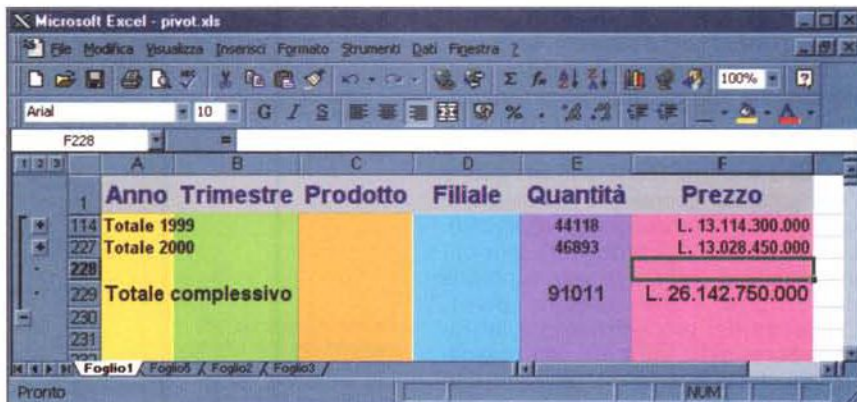 Microsoft Excel - pivot.xls
File Modifica Visualizza Inserisci Formato Strumenti Dati Finestra ?
100%
Arial 10 G I S
F228 =
1 2 3 A B C D E F
1 Anno Trimestre Prodotto Filiale Quantità Prezzo
114 Totale 1999 44118 L. 13.114.300.000
227 Totale 2000 46893 L. 13.028.450.000
228
229 Totale complessivo 91011 L. 26.142.750.000
230
231
232
Foglio1 Foglio5 Foglio2 Foglio3
Pronto NUM